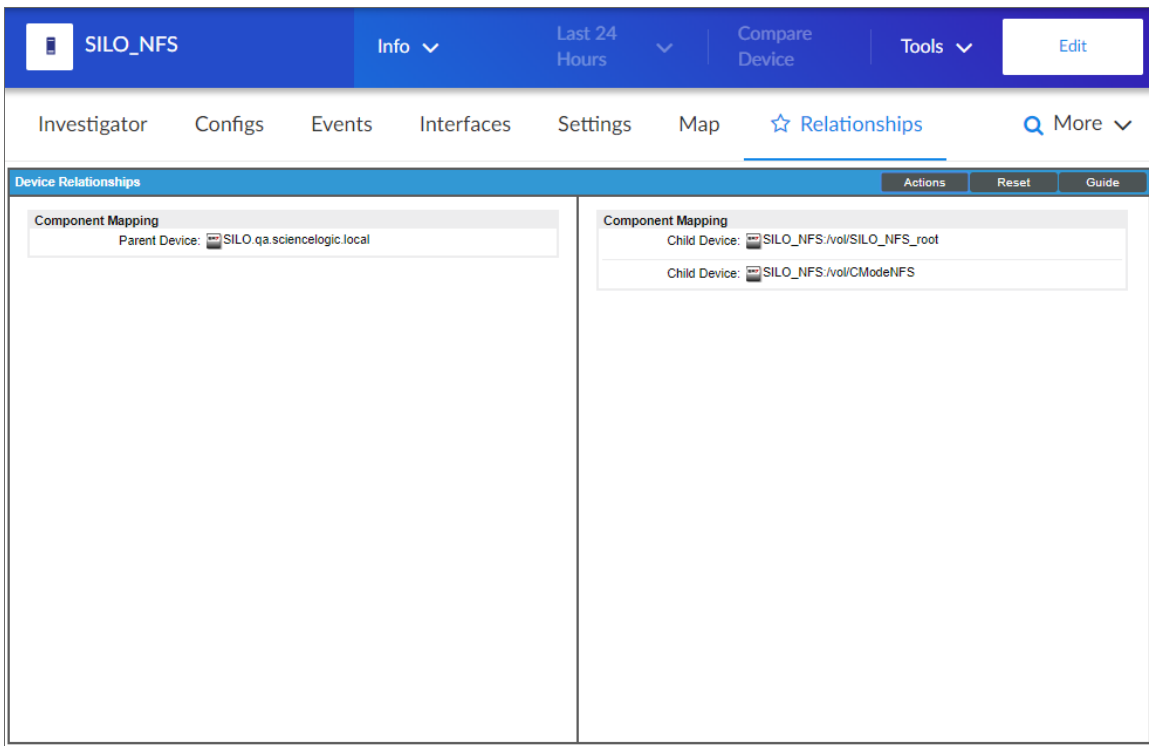 SILO_NFS
Info
Last 24 Hours
Compare Device
Tools
Edit
Investigator Configs Events Interfaces Settings Map Relationships More
Device Relationships Actions Reset Guide
Component Mapping
Parent Device: SILO.qa.sciencelogic.local
Component Mapping
Child Device: SILO_NFS:/vol/SILO_NFS_root
Child Device: SILO_NFS:/vol/CModeNFS